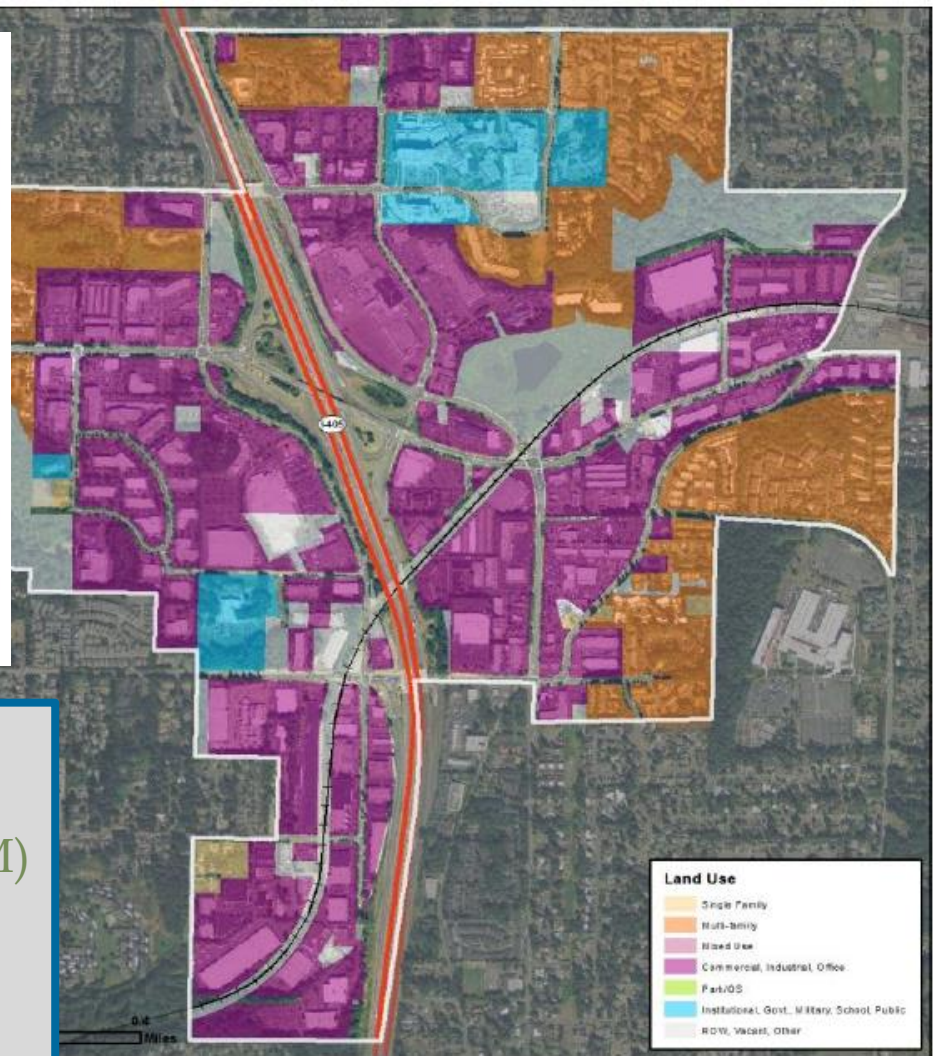 I-405
M)
0.4
Miles
Land Use
Single Family
Multi-family
Mixed Use
Commercial, Industrial, Office
Park/OS
Institutional, Govt., Military, School, Public
ROW, Vacant, Other